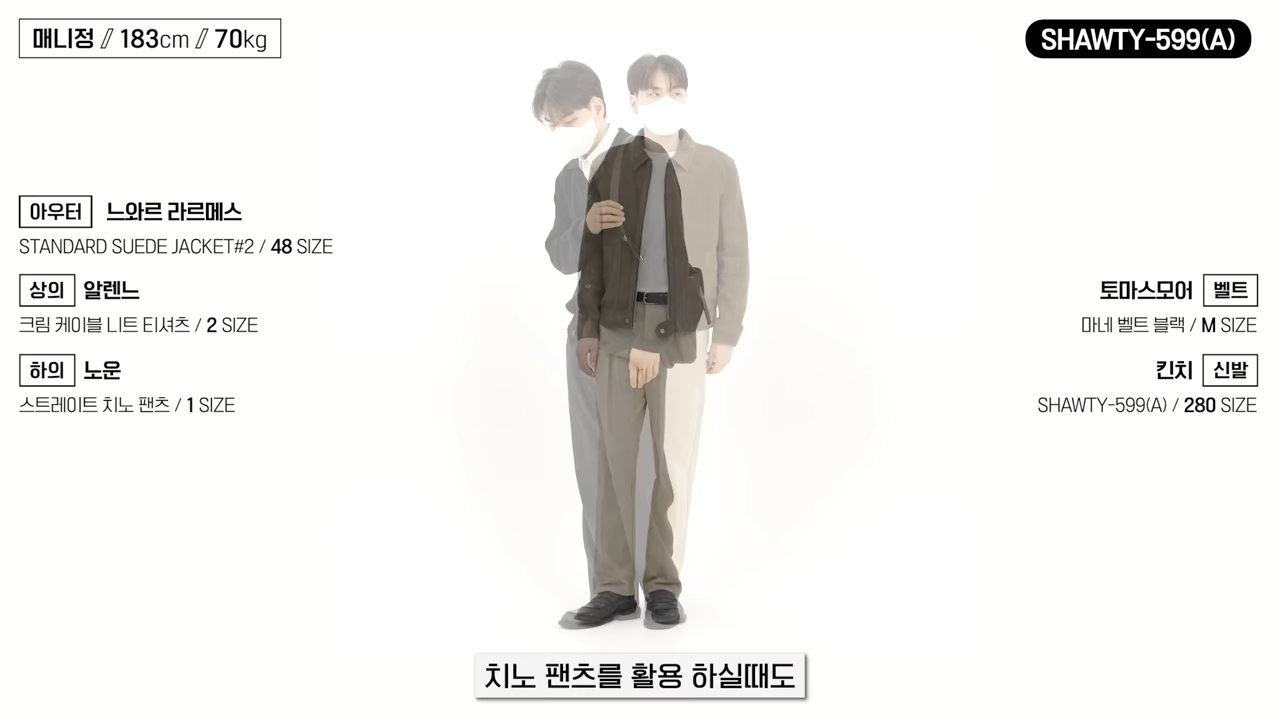 매니정 // 183cm // 70kg
SHAWTY-599(A)
아우터 느와르 라르메스
STANDARD SUEDE JACKET#2 / 48 SIZE
상의 알렌느
크림 케이블 니트 티셔츠 / 2 SIZE
하의 노운
스트레이트 치노 팬츠 / 1 SIZE
토마스모어 벨트
마네 벨트 블랙 / M SIZE
킨치 신발
SHAWTY-599(A) / 280 SIZE
치노 팬츠를 활용 하실때도